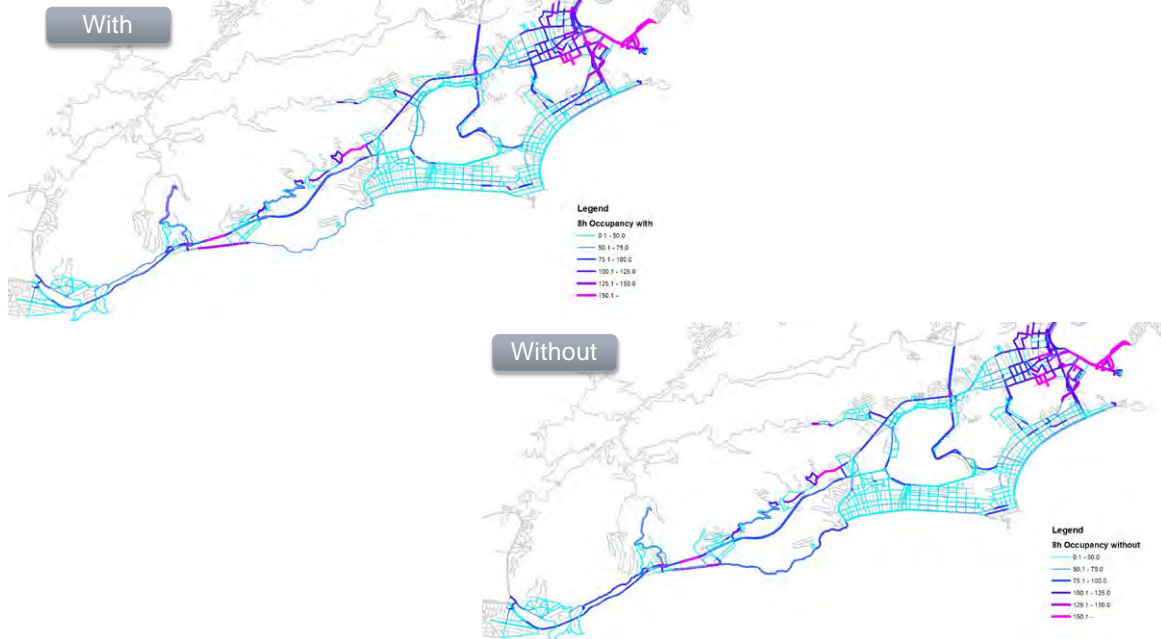 With
Legend
8h Occupancy with
0.1 - 50.0
50.1 - 75.0
75.1 - 100.0
100.1 - 125.0
125.1 - 150.0
150.1 -
Without
Legend
8h Occupancy without
0.1 - 50.0
50.1 - 75.0
75.1 - 100.0
100.1 - 125.0
125.1 - 150.0
150.1 -